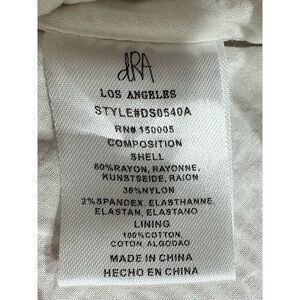 dRA
LOS ANGELES
STYLE#DS0540A
RN# 150005
COMPOSITION
SHELL
60%RAYON, RAYONNE,
KUNSTSEIDE, RAION
38%NYLON
2%SPANDEX, ELASTHANNE,
ELASTAN, ELASTANO
LINING
100%COTTON,
COTON, ALGODAO
MADE IN CHINA
HECHO EN CHINA